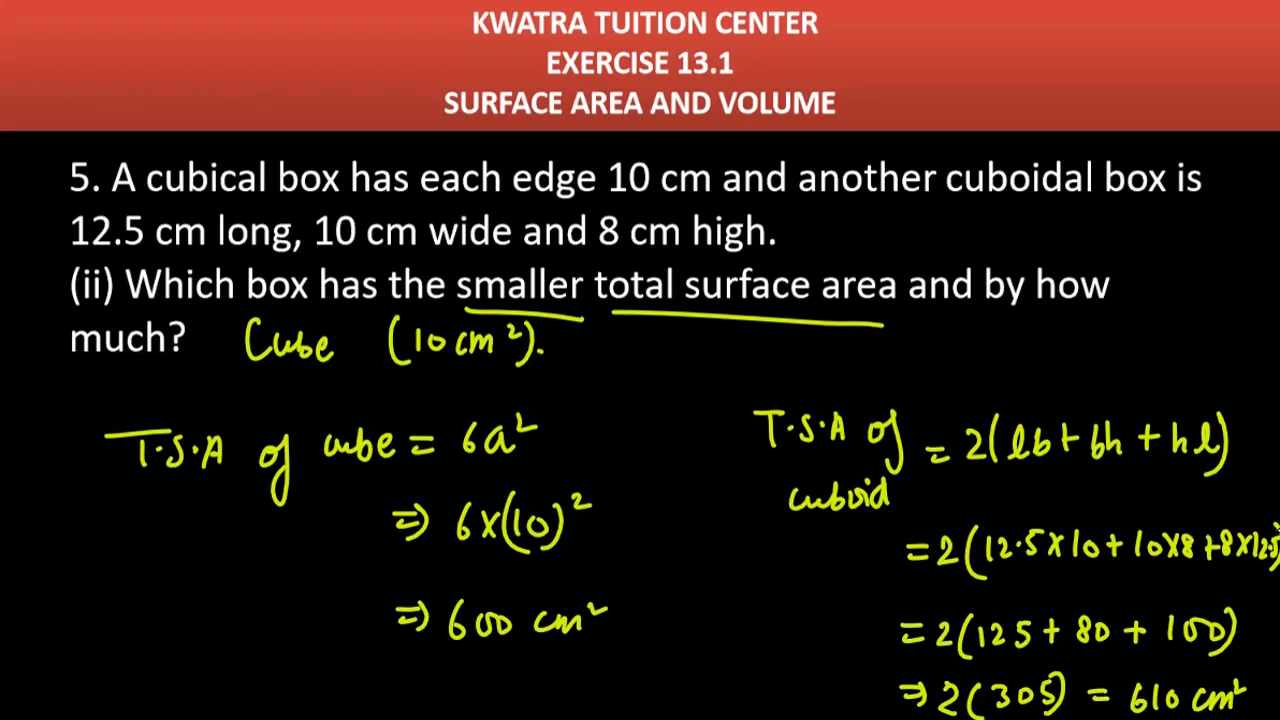 KWATRA TUITION CENTER
EXERCISE 13.1
SURFACE AREA AND VOLUME
5. A cubical box has each edge 10 cm and another cuboidal box is
12.5 cm long, 10 cm wide and 8 cm high.
(ii) Which box has the smaller total surface area and by how
much? Cube (10 cm²).
T.S.A of cube = 6a²
⇒ 6×(10)²
⇒ 600 cm²
T.S.A of = 2(lb + bh + hl)
cuboid
= 2(12.5×10 + 10×8 + 8×12.5)
= 2(125 + 80 + 100)
⇒ 2(305) = 610 cm²